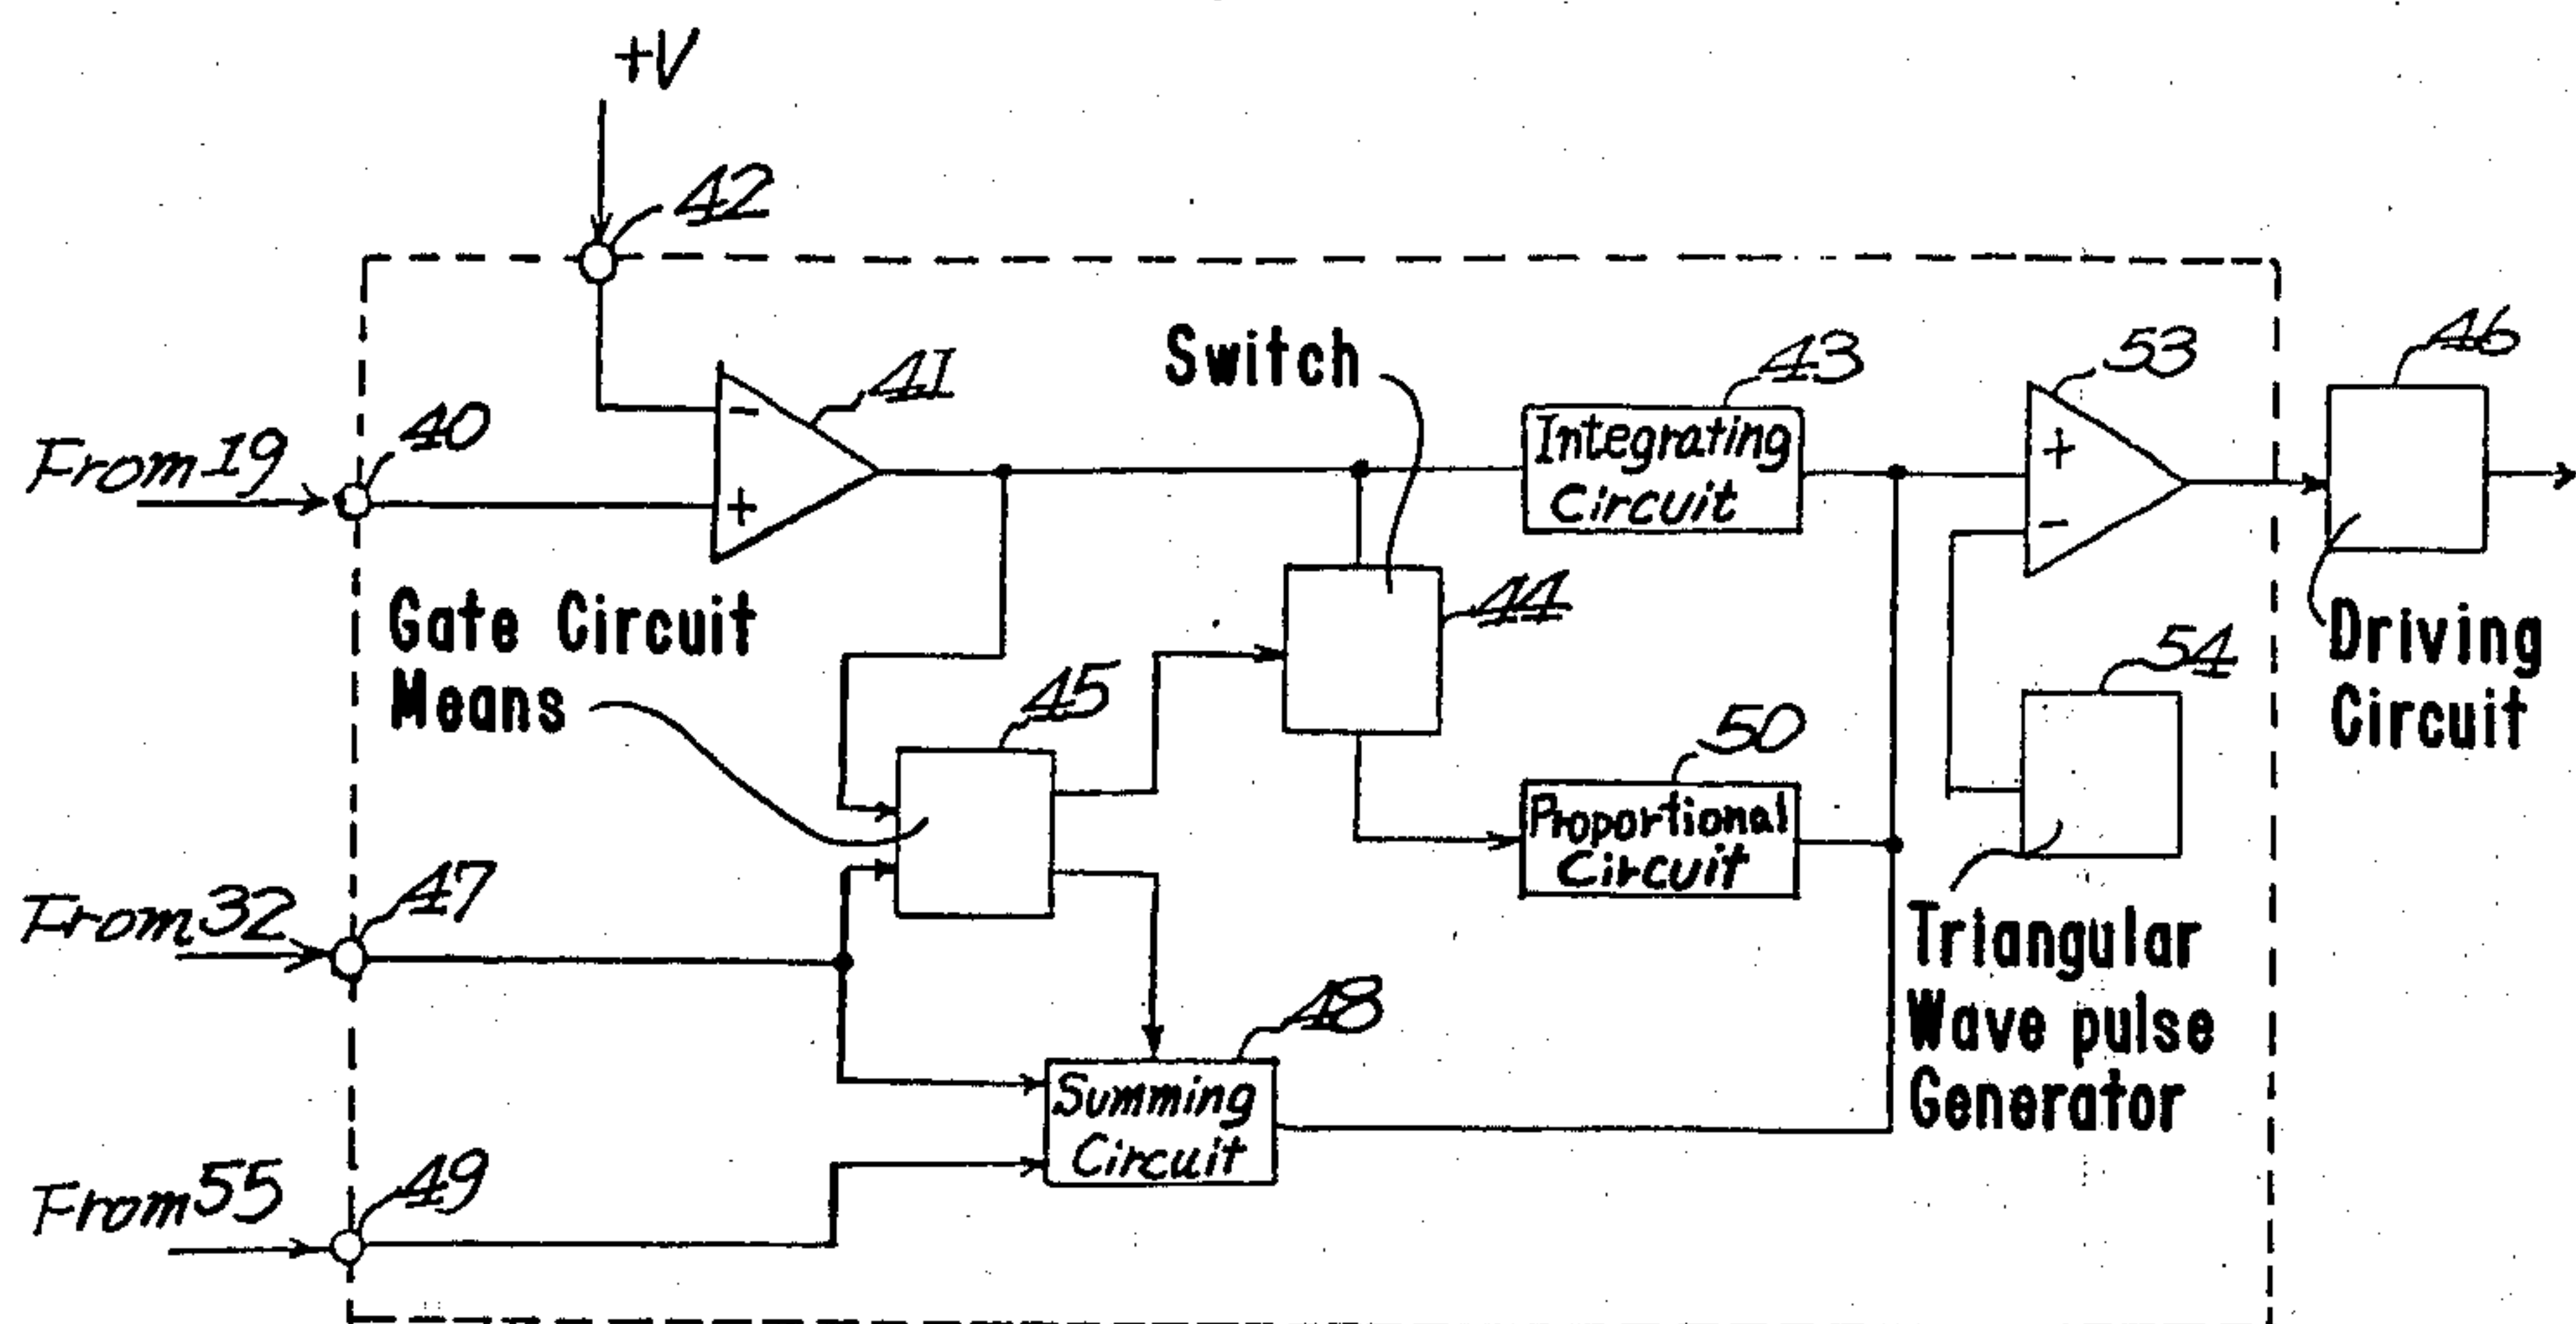 +V
42
41
Switch
43
53
46
From 19
40
-
+
Integrating
Circuit
+
-
Gate Circuit
Means
44
Driving
Circuit
45
50
54
Proportional
Circuit
From 32
47
Triangular
Wave pulse
Generator
48
Summing
Circuit
From 55
49